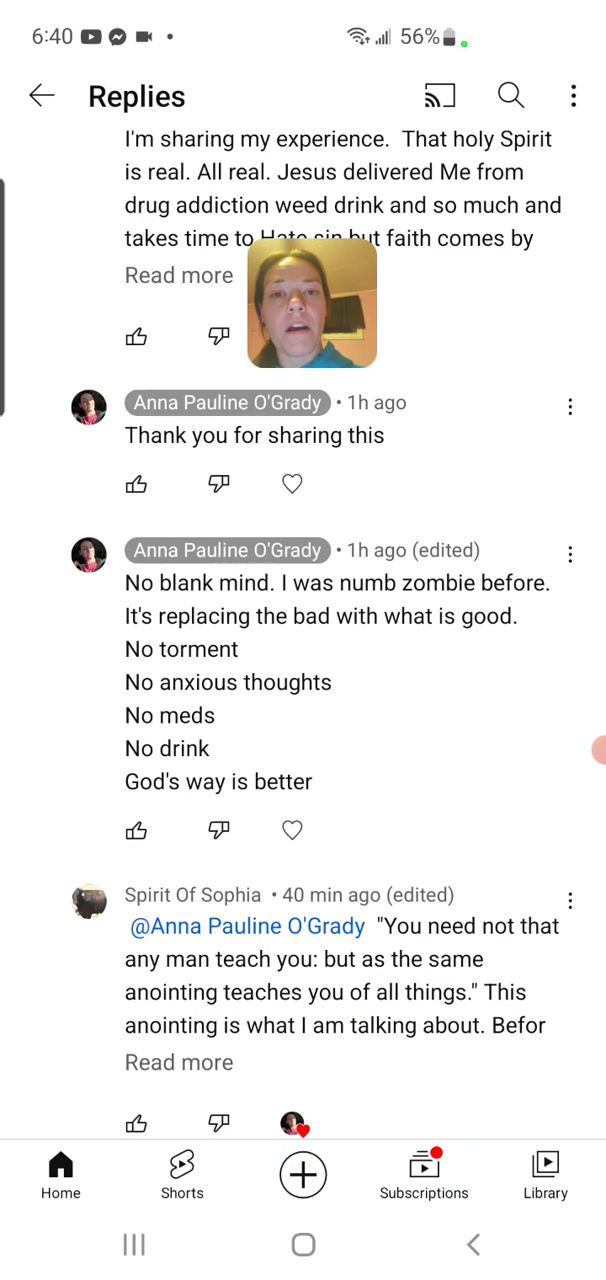 6:40
56%
Replies
I'm sharing my experience. That holy Spirit
is real. All real. Jesus delivered Me from
drug addiction weed drink and so much and
takes time to Hate sin but faith comes by
Read more
Anna Pauline O'Grady • 1h ago
Thank you for sharing this
Anna Pauline O'Grady • 1h ago (edited)
No blank mind. I was numb zombie before.
It's replacing the bad with what is good.
No torment
No anxious thoughts
No meds
No drink
God's way is better
Spirit Of Sophia • 40 min ago (edited)
@Anna Pauline O'Grady "You need not that
any man teach you: but as the same
anointing teaches you of all things." This
anointing is what I am talking about. Befor
Read more
Home
Shorts
Subscriptions
Library